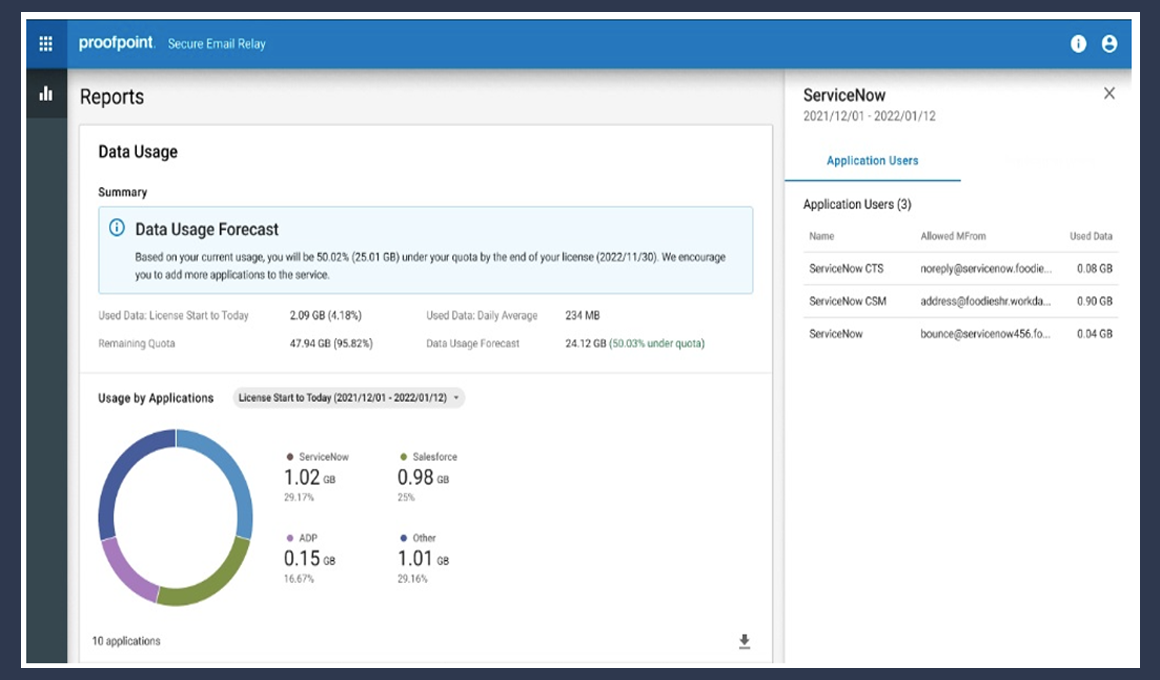 proofpoint. Secure Email Relay
Reports
Data Usage
Summary
Data Usage Forecast
Based on your current usage, you will be 50.02% (25.01 GB) under your quota by the end of your license (2022/11/30). We encourage
you to add more applications to the service.
Used Data: License Start to Today 2.09 GB (4.18%) Used Data: Daily Average 234 MB
Remaining Quota 47.94 GB (95.82%) Data Usage Forecast 24.12 GB (50.03% under quota)
Usage by Applications License Start to Today (2021/12/01 - 2022/01/12)
ServiceNow Salesforce
1.02 GB 0.98 GB
29.17% 25%
ADP Other
0.15 GB 1.01 GB
16.67% 29.16%
10 applications
ServiceNow
2021/12/01 - 2022/01/12
Application Users
Application Users (3)
Name Allowed MFrom Used Data
ServiceNow CTS noreply@servicenow.foodie... 0.08 GB
ServiceNow CSM address@foodieshr.workda... 0.90 GB
ServiceNow bounce@servicenow456.fo... 0.04 GB